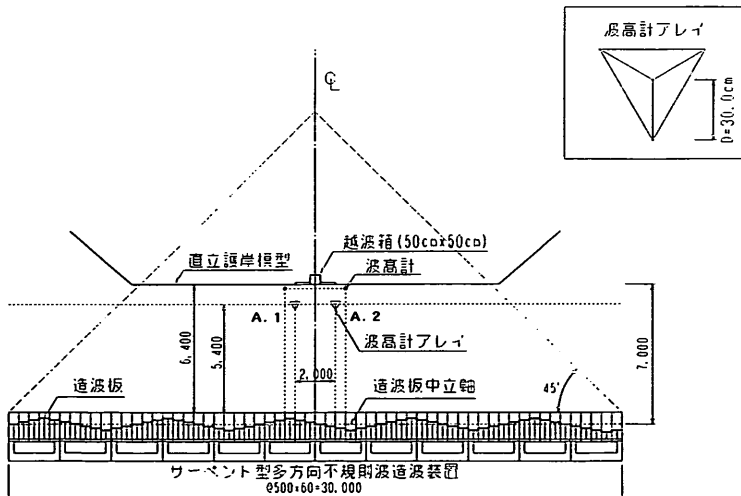 波高計アレイ
D=30.0cm
℄
越波箱(50cm×50cm)
直立護岸模型
波高計
A.1
A.2
波高計アレイ
6.400
5.400
2.000
7.000
45°
造波板
造波板中立軸
サーペント型多方向不規則波造波装置
@500×60=30.000